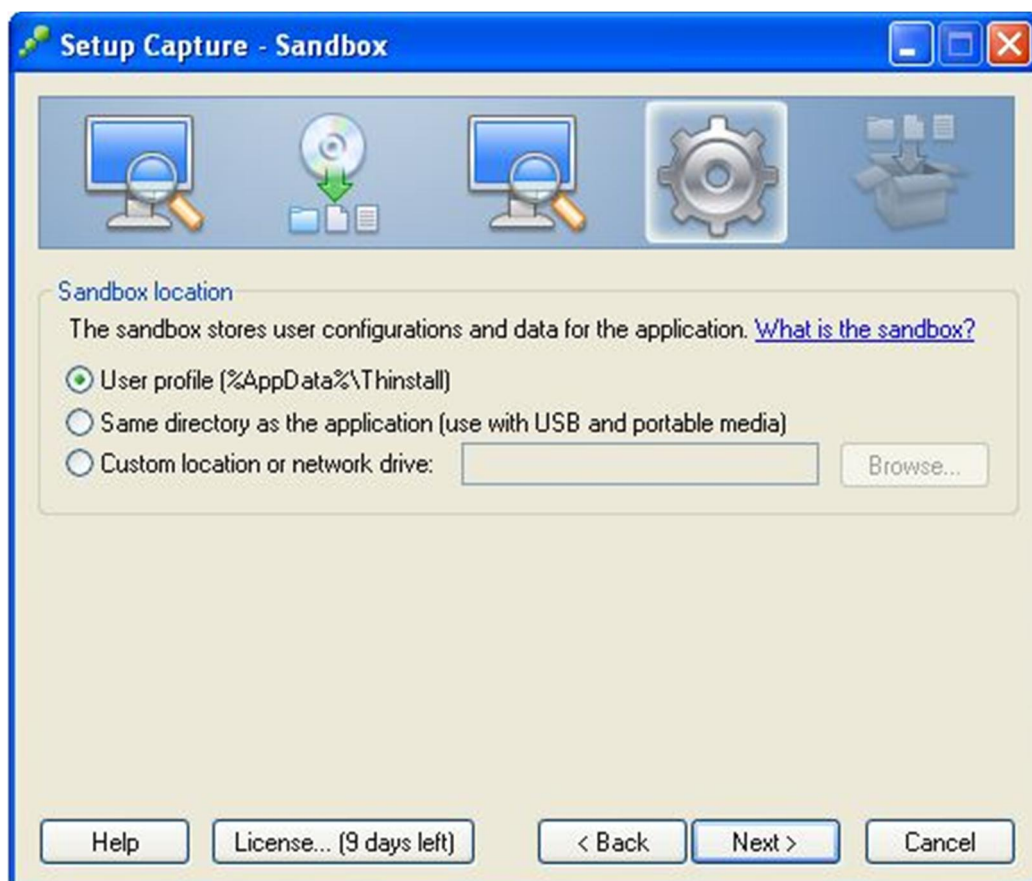 Setup Capture - Sandbox
Sandbox location
The sandbox stores user configurations and data for the application. What is the sandbox?
User profile (%AppData%\Thinstall)
Same directory as the application (use with USB and portable media)
Custom location or network drive:
Browse...
Help
License... (9 days left)
< Back
Next >
Cancel